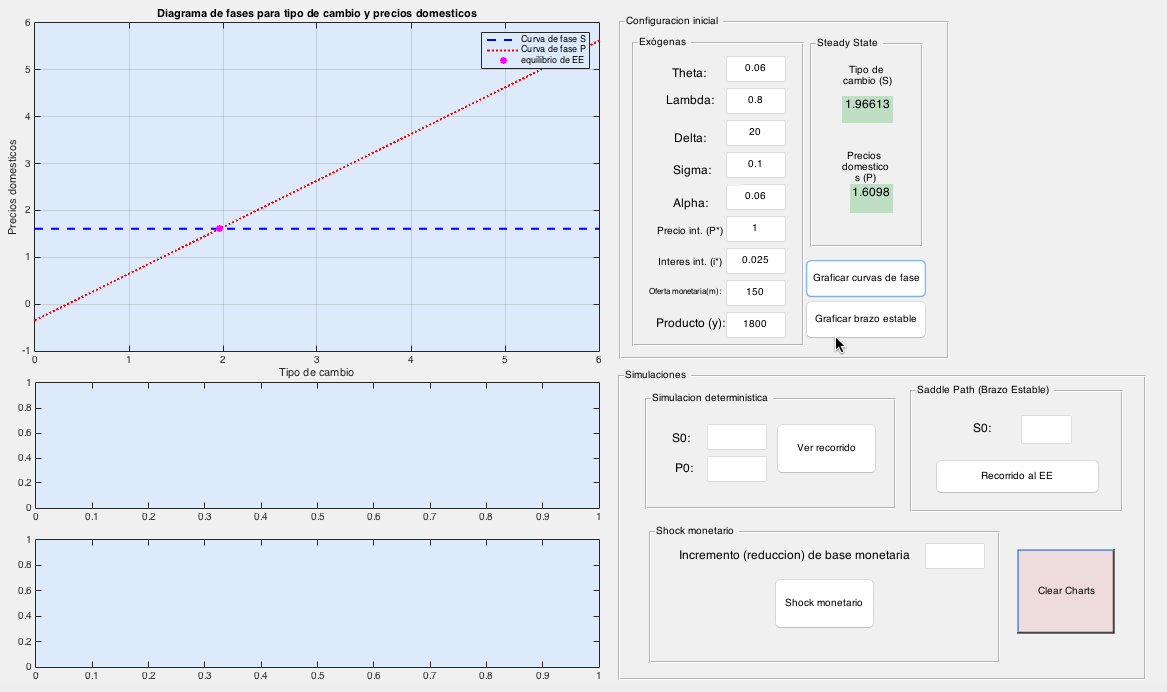 Diagrama de fases para tipo de cambio y precios domesticos
6
5
4
3
2
1
0
-1
Precios domesticos
0
1
2
3
4
5
6
Tipo de cambio
Curva de fase S
Curva de fase P
equilibrio de EE
1
0.8
0.6
0.4
0.2
0
0
0.1
0.2
0.3
0.4
0.5
0.6
0.7
0.8
0.9
1
1
0.8
0.6
0.4
0.2
0
0
0.1
0.2
0.3
0.4
0.5
0.6
0.7
0.8
0.9
1
Configuracion inicial
Exógenas
Theta: 0.06
Lambda: 0.8
Delta: 20
Sigma: 0.1
Alpha: 0.06
Precio int. (P*) 1
Interes int. (i*) 0.025
Oferta monetaria(m): 150
Producto (y): 1800
Steady State
Tipo de
cambio (S)
1.96613
Precios
domestico
s (P)
1.6098
Graficar curvas de fase
Graficar brazo estable
Simulaciones
Simulacion deterministica
S0:
P0:
Ver recorrido
Saddle Path (Brazo Estable)
S0:
Recorrido al EE
Shock monetario
Incremento (reduccion) de base monetaria
Shock monetario
Clear Charts